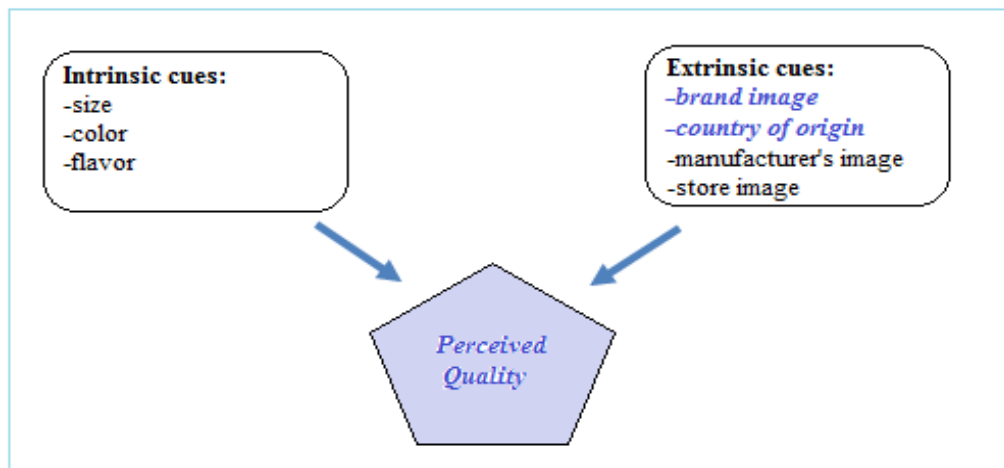 Intrinsic cues:
-size
-color
-flavor
Extrinsic cues:
-brand image
-country of origin
-manufacturer's image
-store image
Perceived
Quality